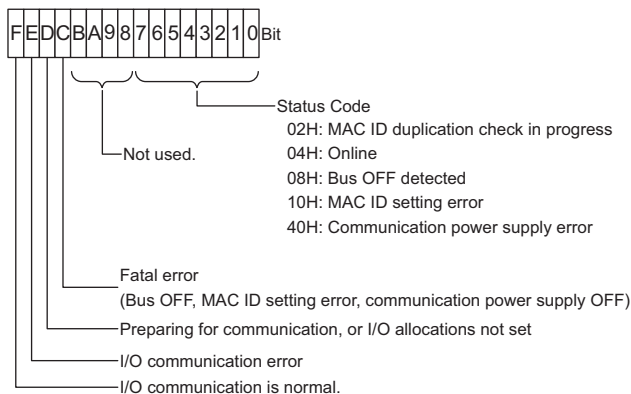 FEDCBA9876543210 Bit
Status Code
02H: MAC ID duplication check in progress
Not used.
04H: Online
08H: Bus OFF detected
10H: MAC ID setting error
40H: Communication power supply error
Fatal error
(Bus OFF, MAC ID setting error, communication power supply OFF)
Preparing for communication, or I/O allocations not set
I/O communication error
I/O communication is normal.